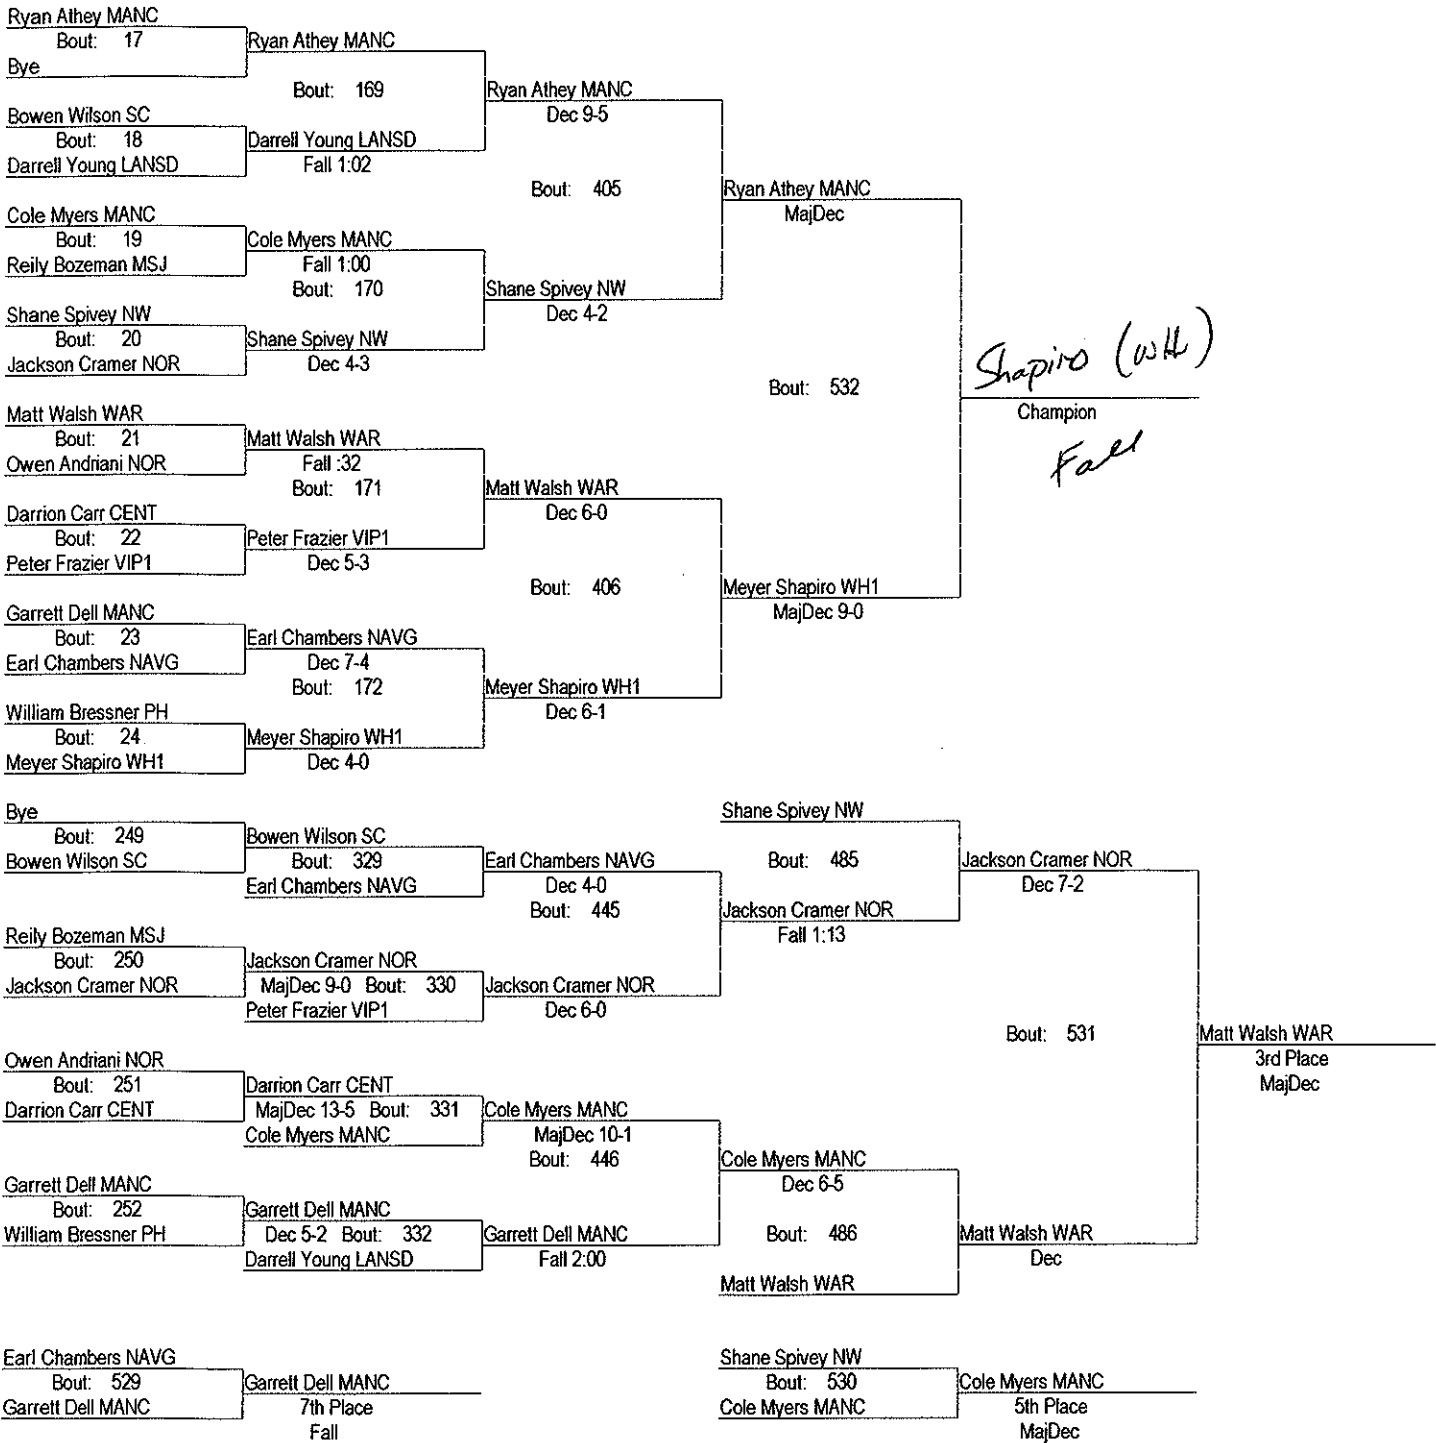 Ryan Athey MANC
Bout: 17
Bye
Ryan Athey MANC
Bout: 169
Bowen Wilson SC
Bout: 18
Darrell Young LANSD
Darrell Young LANSD
Fall 1:02
Ryan Athey MANC
Dec 9-5
Bout: 405
Cole Myers MANC
Bout: 19
Reily Bozeman MSJ
Cole Myers MANC
Fall 1:00
Bout: 170
Shane Spivey NW
Bout: 20
Jackson Cramer NOR
Shane Spivey NW
Dec 4-3
Shane Spivey NW
Dec 4-2
Ryan Athey MANC
MajDec
Bout: 532
Matt Walsh WAR
Bout: 21
Owen Andriani NOR
Matt Walsh WAR
Fall :32
Bout: 171
Darrion Carr CENT
Bout: 22
Peter Frazier VIP1
Peter Frazier VIP1
Dec 5-3
Matt Walsh WAR
Dec 6-0
Bout: 406
Garrett Dell MANC
Bout: 23
Earl Chambers NAVG
Earl Chambers NAVG
Dec 7-4
Bout: 172
William Bressner PH
Bout: 24
Meyer Shapiro WH1
Meyer Shapiro WH1
Dec 4-0
Meyer Shapiro WH1
Dec 6-1
Meyer Shapiro WH1
MajDec 9-0
Shapiro (WH)
Champion
Fall
Bye
Bout: 249
Bowen Wilson SC
Bowen Wilson SC
Bout: 329
Earl Chambers NAVG
Earl Chambers NAVG
Dec 4-0
Bout: 445
Reily Bozeman MSJ
Bout: 250
Jackson Cramer NOR
Jackson Cramer NOR
MajDec 9-0 Bout: 330
Peter Frazier VIP1
Jackson Cramer NOR
Dec 6-0
Shane Spivey NW
Bout: 485
Jackson Cramer NOR
Fall 1:13
Jackson Cramer NOR
Dec 7-2
Bout: 531
Owen Andriani NOR
Bout: 251
Darrion Carr CENT
Darrion Carr CENT
MajDec 13-5 Bout: 331
Cole Myers MANC
Cole Myers MANC
MajDec 10-1
Bout: 446
Garrett Dell MANC
Bout: 252
William Bressner PH
Garrett Dell MANC
Dec 5-2 Bout: 332
Darrell Young LANSD
Garrett Dell MANC
Fall 2:00
Cole Myers MANC
Dec 6-5
Bout: 486
Matt Walsh WAR
Matt Walsh WAR
Dec
Matt Walsh WAR
3rd Place
MajDec
Earl Chambers NAVG
Bout: 529
Garrett Dell MANC
Garrett Dell MANC
7th Place
Fall
Shane Spivey NW
Bout: 530
Cole Myers MANC
Cole Myers MANC
5th Place
MajDec